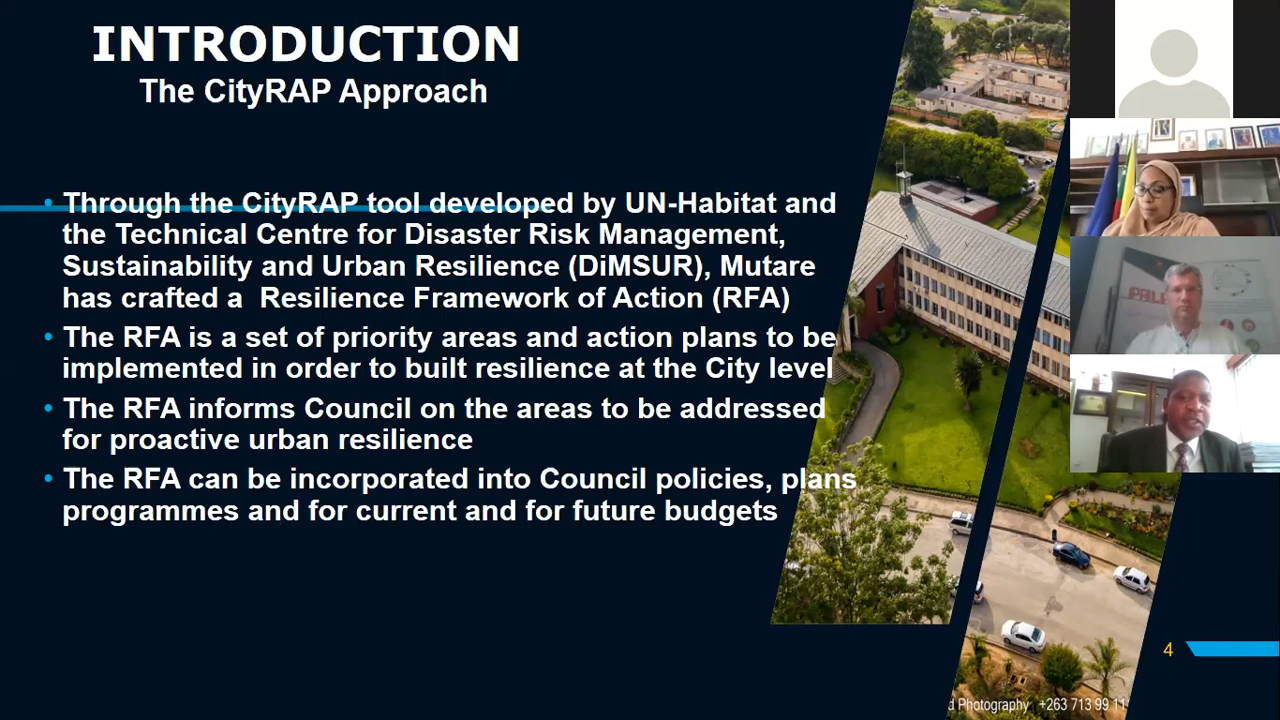 INTRODUCTION
The CityRAP Approach
• Through the CityRAP tool developed by UN-Habitat and
the Technical Centre for Disaster Risk Management,
Sustainability and Urban Resilience (DiMSUR), Mutare
has crafted a  Resilience Framework of Action (RFA)
• The RFA is a set of priority areas and action plans to be
implemented in order to built resilience at the City level
• The RFA informs Council on the areas to be addressed
for proactive urban resilience
• The RFA can be incorporated into Council policies, plans
programmes and for current and for future budgets
4
d Photography +263 713 99 11